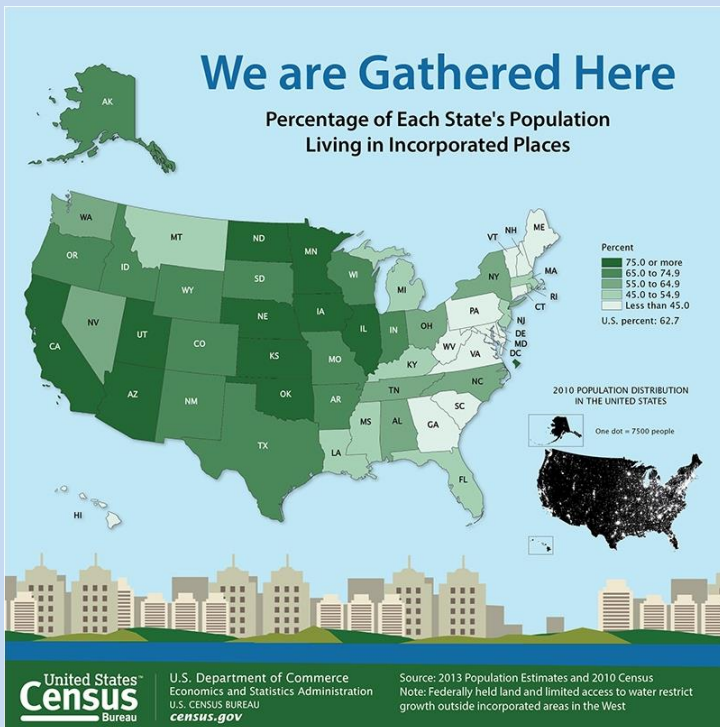 We are Gathered Here
Percentage of Each State's Population
Living in Incorporated Places
AK
WA
OR
CA
NV
ID
MT
WY
UT
AZ
CO
NM
ND
SD
NE
KS
OK
TX
MN
IA
MO
AR
LA
WI
IL
MI
IN
OH
KY
TN
MS
AL
GA
FL
SC
NC
VA
WV
PA
NY
VT
NH
ME
MA
RI
CT
NJ
DE
MD
DC
HI
Percent
75.0 or more
65.0 to 74.9
55.0 to 64.9
45.0 to 54.9
Less than 45.0
U.S. percent: 62.7
2010 POPULATION DISTRIBUTION
IN THE UNITED STATES
One dot = 7500 people
United States™
Census
Bureau
U.S. Department of Commerce
Economics and Statistics Administration
U.S. CENSUS BUREAU
census.gov
Source: 2013 Population Estimates and 2010 Census
Note: Federally held land and limited access to water restrict
growth outside incorporated areas in the West